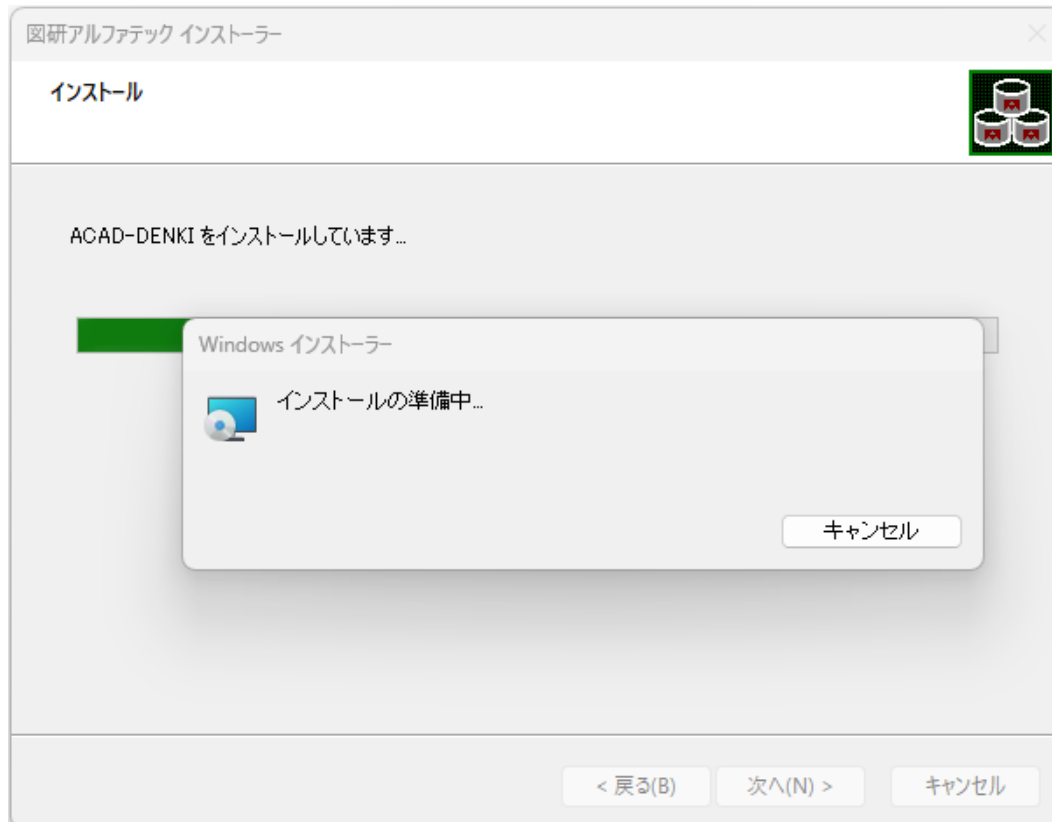 図研アルファテック インストーラー
インストール
ACAD-DENKI をインストールしています...
Windows インストーラー
インストールの準備中...
キャンセル
< 戻る(B)
次へ(N) >
キャンセル